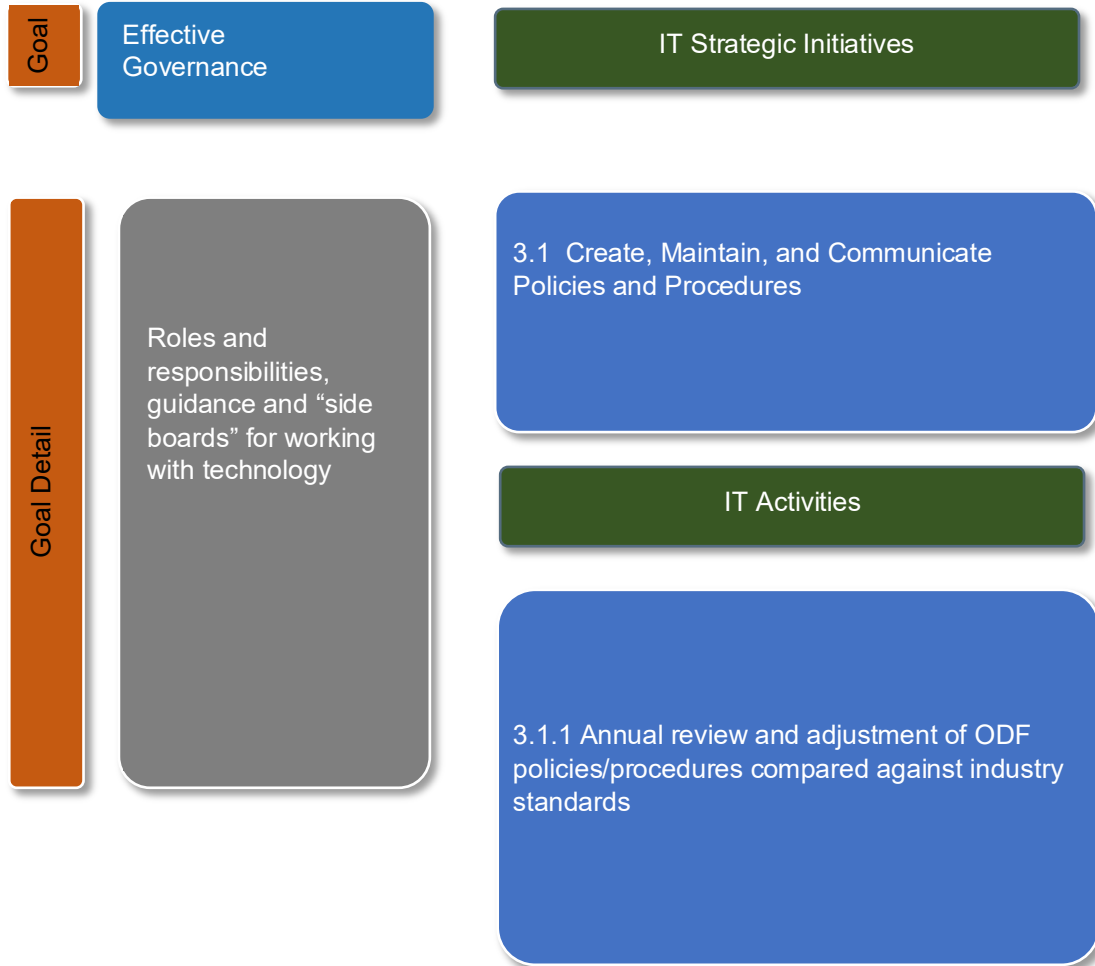 Goal
Effective
Governance
IT Strategic Initiatives
Goal Detail
Roles and
responsibilities,
guidance and “side
boards” for working
with technology
3.1  Create, Maintain, and Communicate
Policies and Procedures
IT Activities
3.1.1 Annual review and adjustment of ODF
policies/procedures compared against industry
standards